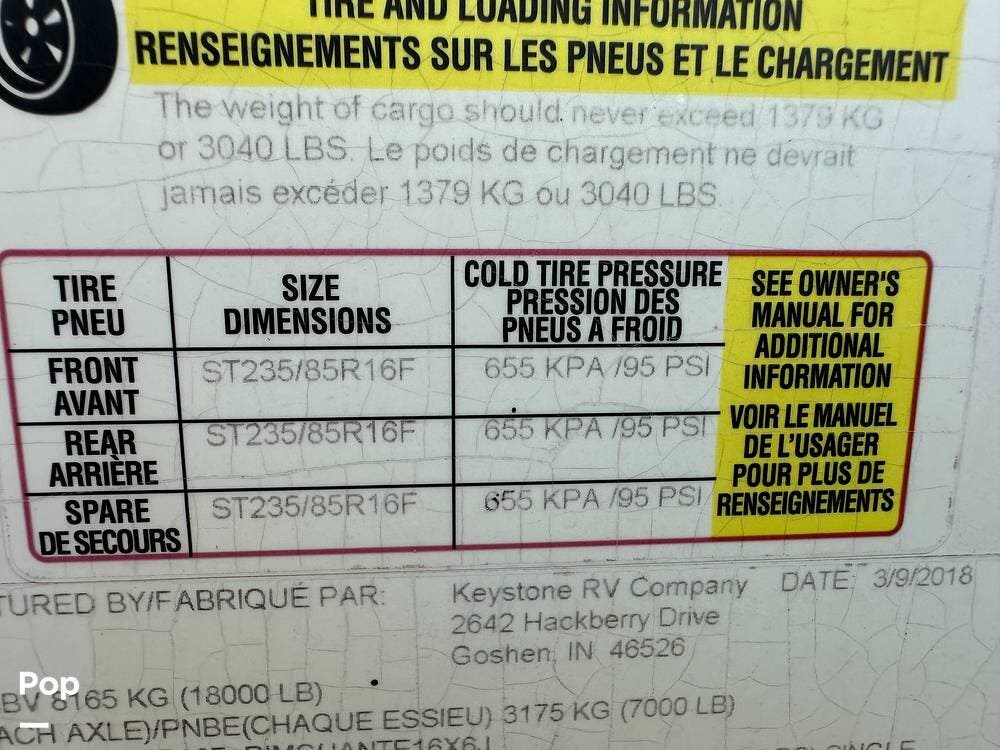 TIRE AND LOADING INFORMATION
RENSEIGNEMENTS SUR LES PNEUS ET LE CHARGEMENT
The weight of cargo should never exceed 1379 KG
or 3040 LBS. Le poids de chargement ne devrait
jamais excéder 1379 KG ou 3040 LBS.
TIRE
PNEU
SIZE
DIMENSIONS
COLD TIRE PRESSURE
PRESSION DES
PNEUS A FROID
FRONT
AVANT
ST235/85R16F
655 KPA /95 PSI
REAR
ARRIÈRE
ST235/85R16F
655 KPA /95 PSI
SPARE
DE SECOURS
ST235/85R16F
655 KPA /95 PSI
SEE OWNER'S
MANUAL FOR
ADDITIONAL
INFORMATION
VOIR LE MANUEL
DE L'USAGER
POUR PLUS DE
RENSEIGNEMENTS
TURED BY/FABRIQUÉ PAR:
Keystone RV Company
2642 Hackberry Drive
Goshen, IN 46526
DATE: 3/9/2018
BV 8165 KG (18000 LB)
ACH AXLE)/PNBE(CHAQUE ESSIEU) 3175 KG (7000 LB)
Pop